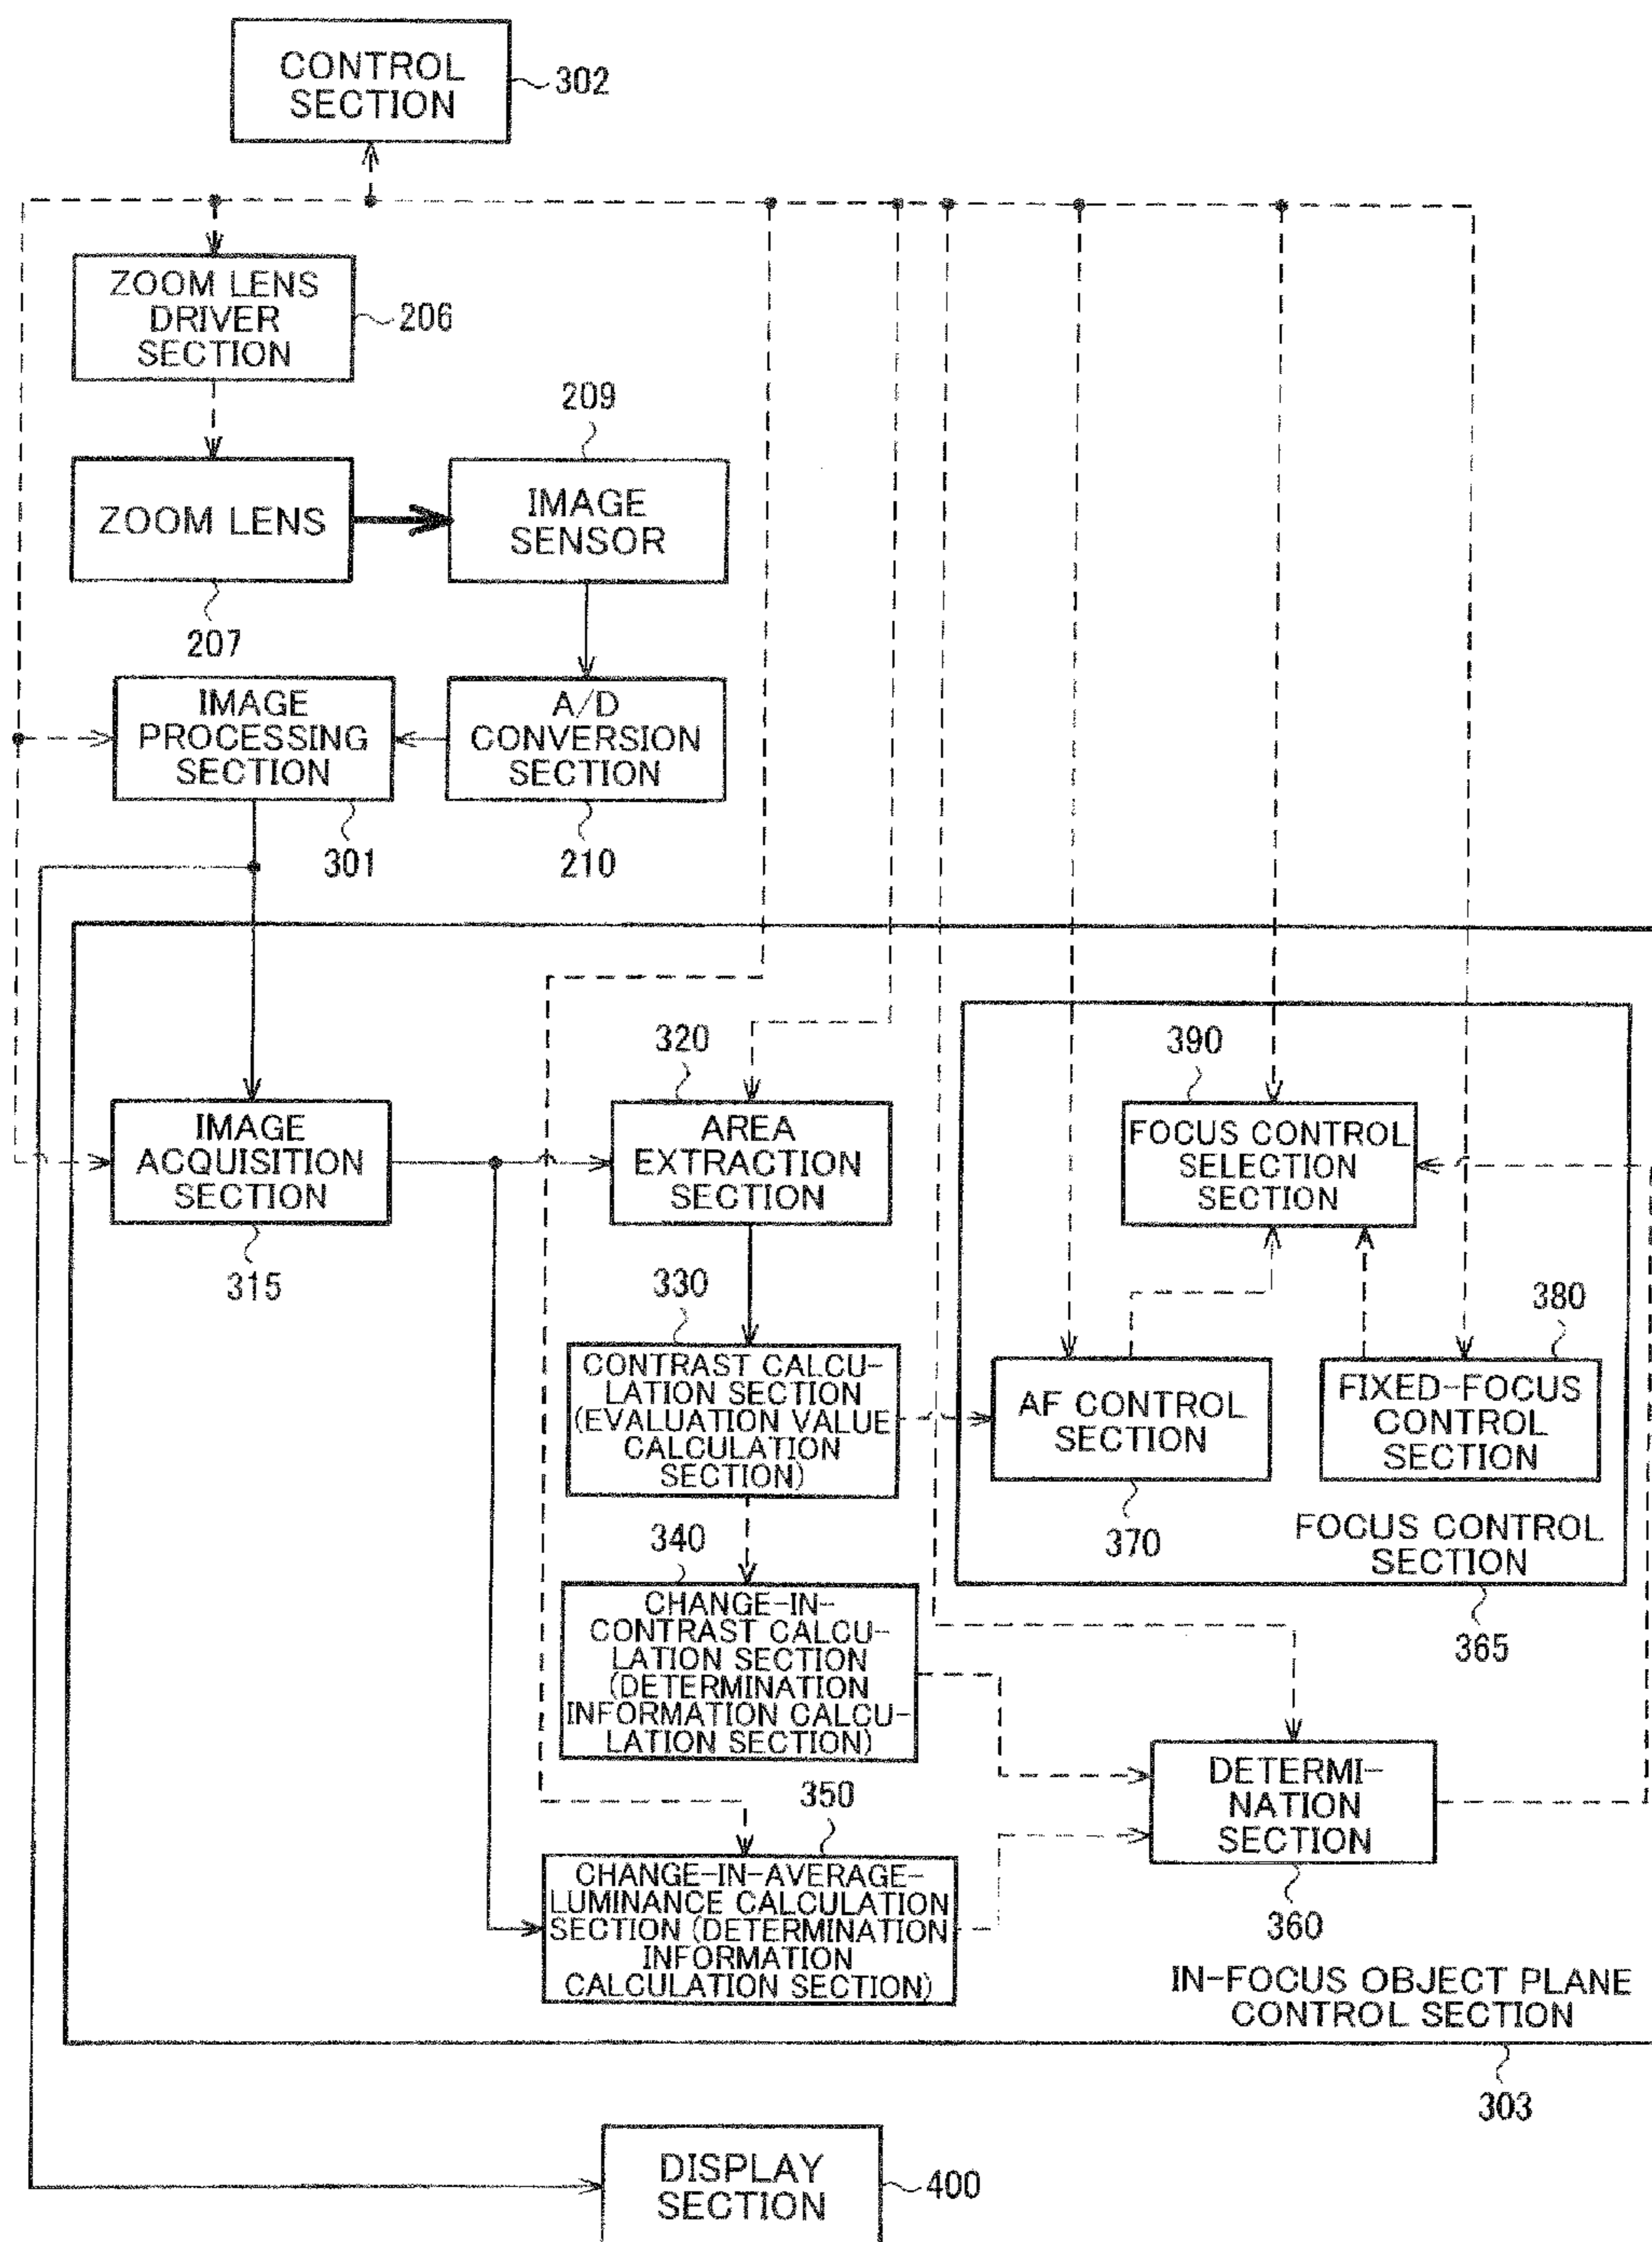 CONTROL
SECTION
302
ZOOM LENS
DRIVER
SECTION
206
209
ZOOM LENS
IMAGE
SENSOR
207
IMAGE
PROCESSING
SECTION
A/D
CONVERSION
SECTION
301
210
320
390
IMAGE
ACQUISITION
SECTION
AREA
EXTRACTION
SECTION
FOCUS CONTROL
SELECTION
SECTION
315
330
380
CONTRAST CALCU-
LATION SECTION
(EVALUATION VALUE
CALCULATION
SECTION)
AF CONTROL
SECTION
FIXED-FOCUS
CONTROL
SECTION
370
FOCUS CONTROL
SECTION
340
365
CHANGE-IN-
CONTRAST CALCU-
LATION SECTION
(DETERMINATION
INFORMATION CALCU-
LATION SECTION)
DETERMI-
NATION
SECTION
350
360
CHANGE-IN-AVERAGE-
LUMINANCE CALCULATION
SECTION (DETERMINATION
INFORMATION
CALCULATION SECTION)
IN-FOCUS OBJECT PLANE
CONTROL SECTION
303
DISPLAY
SECTION
400